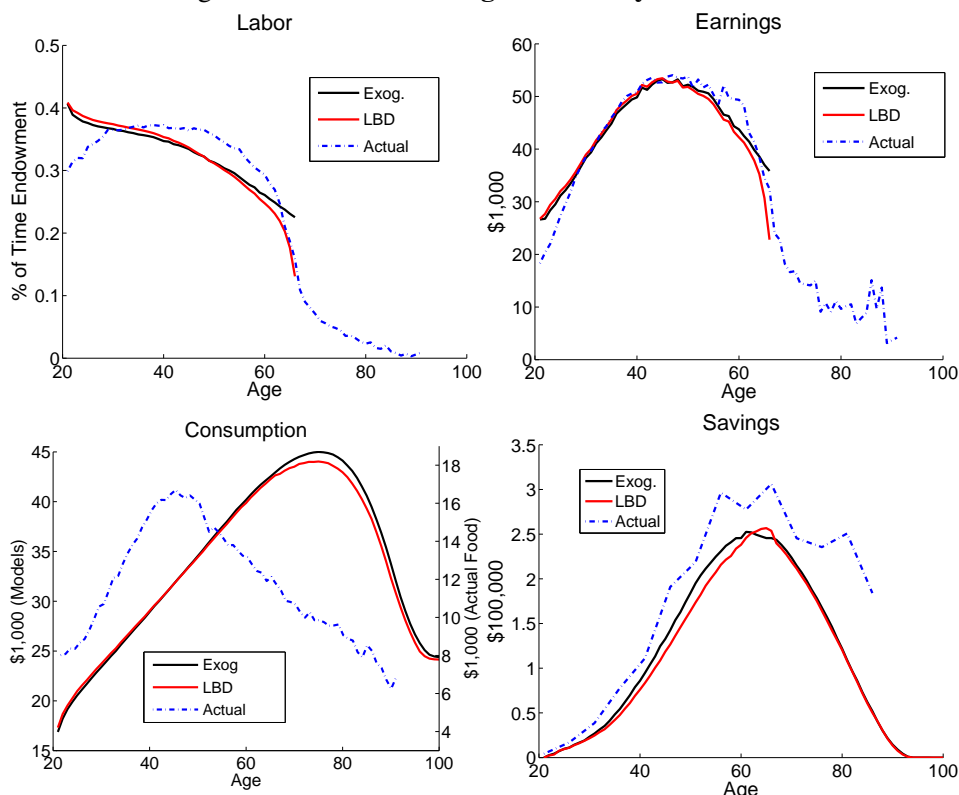 Labor
% of Time Endowment
0.5
0.4
0.3
0.2
0.1
0
20
40
60
80
100
Age
Exog.
LBD
Actual
Earnings
$1,000
60
50
40
30
20
10
0
20
40
60
80
100
Age
Exog.
LBD
Actual
Consumption
$1,000 (Models)
45
40
35
30
25
20
15
20
40
60
80
100
Age
18
16
14
12
10
8
6
4
$1,000 (Actual Food)
Exog
LBD
Actual
Savings
$100,000
3.5
3
2.5
2
1.5
1
0.5
0
20
40
60
80
100
Age
Exog.
LBD
Actual